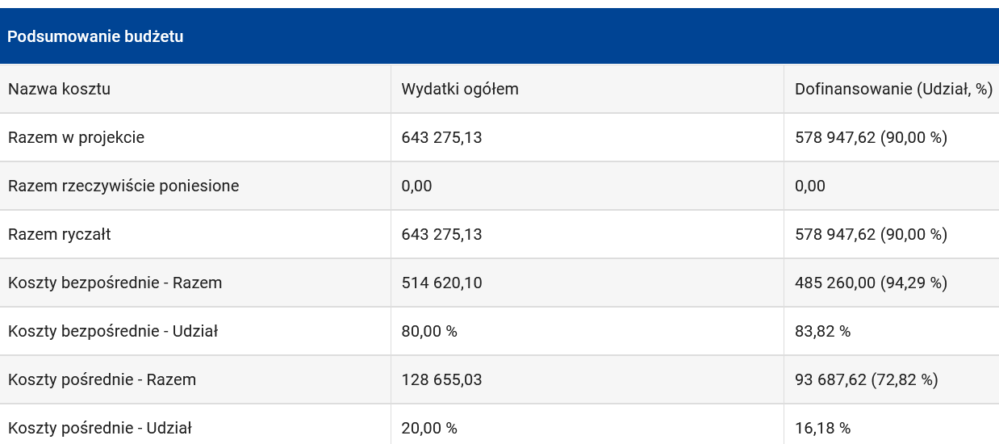 Podsumowanie budżetu
Nazwa kosztu Wydatki ogółem Dofinansowanie (Udział, %)
Razem w projekcie 643 275,13 578 947,62 (90,00 %)
Razem rzeczywiście poniesione 0,00 0,00
Razem ryczałt 643 275,13 578 947,62 (90,00 %)
Koszty bezpośrednie - Razem 514 620,10 485 260,00 (94,29 %)
Koszty bezpośrednie - Udział 80,00 % 83,82 %
Koszty pośrednie - Razem 128 655,03 93 687,62 (72,82 %)
Koszty pośrednie - Udział 20,00 % 16,18 %